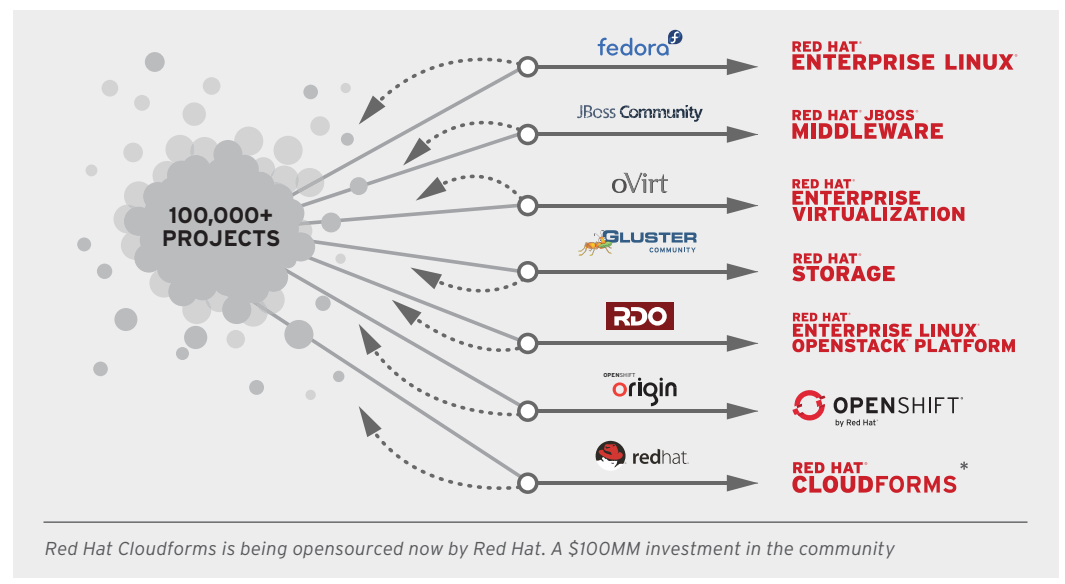 fedora
RED HAT®
ENTERPRISE LINUX®
JBoss Community
RED HAT® JBOSS®
MIDDLEWARE
100,000+
PROJECTS
oVirt
RED HAT®
ENTERPRISE
VIRTUALIZATION
GLUSTER
COMMUNITY
RED HAT®
STORAGE
RDO
RED HAT®
ENTERPRISE LINUX®
OPENSTACK® PLATFORM
OPENSHIFT
origin
OPENSHIFT®
by Red Hat®
redhat.
RED HAT®
CLOUDFORMS*
Red Hat Cloudforms is being opensourced now by Red Hat. A $100MM investment in the community